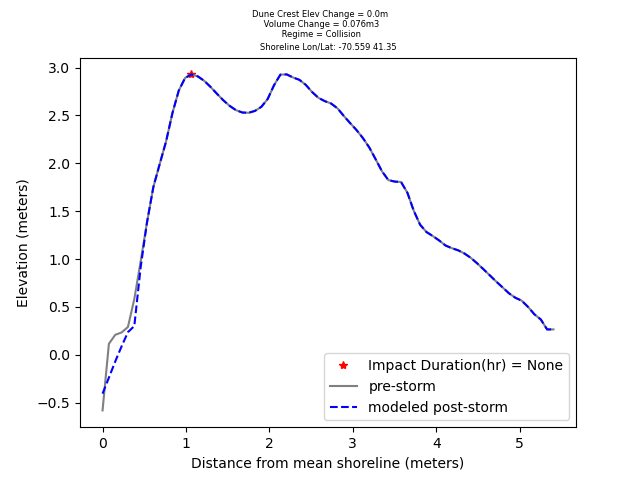 Dune Crest Elev Change = 0.0m
Volume Change = 0.076m3
Regime = Collision
Shoreline Lon/Lat: -70.559 41.35
3.0
2.5
2.0
1.5
1.0
0.5
0.0
−0.5
Elevation (meters)
Impact Duration(hr) = None
pre-storm
modeled post-storm
0 1 2 3 4 5
Distance from mean shoreline (meters)